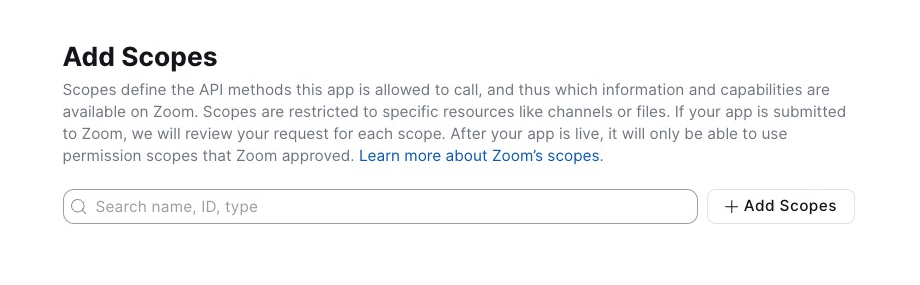 Add Scopes
Scopes define the API methods this app is allowed to call, and thus which information and capabilities are
available on Zoom. Scopes are restricted to specific resources like channels or files. If your app is submitted
to Zoom, we will review your request for each scope. After your app is live, it will only be able to use
permission scopes that Zoom approved. Learn more about Zoom’s scopes.
Search name, ID, type
+ Add Scopes